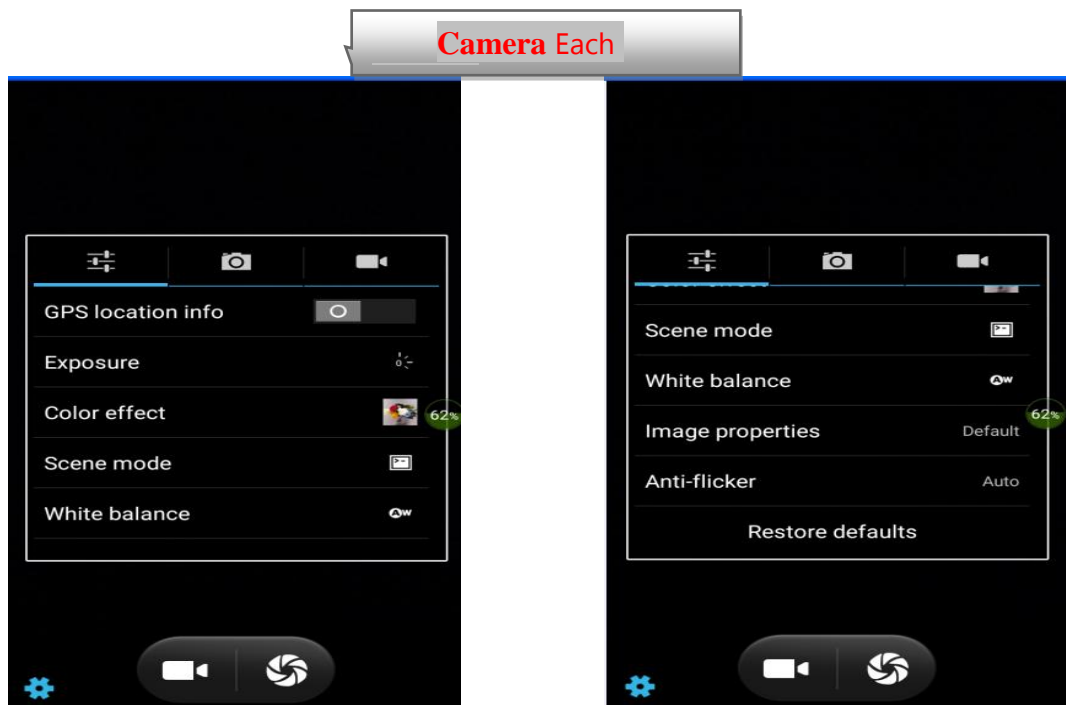 Camera Each
GPS location info
Exposure
Color effect
62%
Scene mode
White balance
Scene mode
White balance
62%
Image properties Default
Anti-flicker Auto
Restore defaults